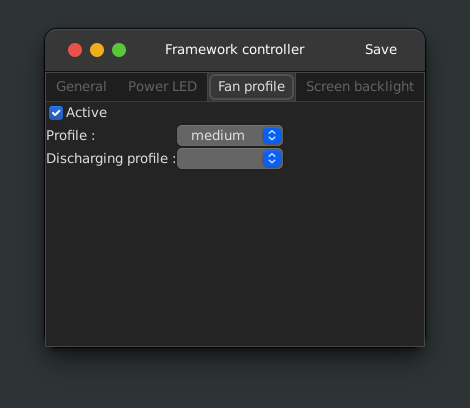 Framework controller Save
General Power LED Fan profile Screen backlight
Active
Profile : medium
Discharging profile :